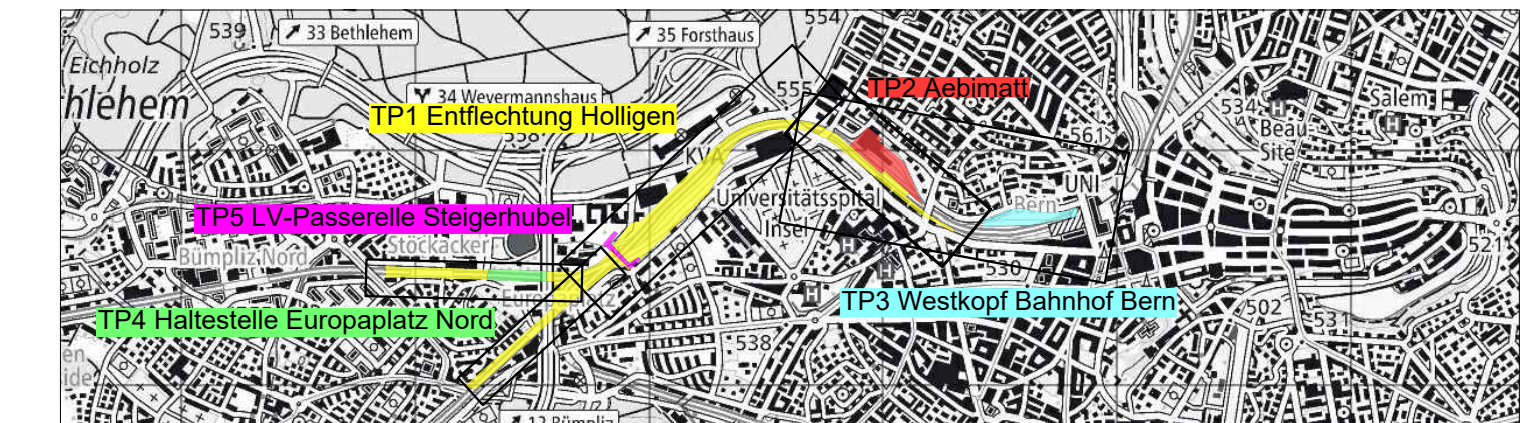 554
539
33 Bethlehem
35 Forsthaus
Eichholz
hlehem
34 Weyermannshaus
555
TP2 Aebimatt
Salem
534
H
TP1 Entflechtung Holligen
558
H
Beau-
Site
561
KVA
UNI
Universitätsspital
Bern
TP5 LV-Passerelle Steigerhubel
Insel
Stöckacker
H
521
Bümpliz Nord
H
530
Europaplatz
H
TP3 Westkopf Bahnhof Bern
502
TP4 Haltestelle Europaplatz Nord
531
538
12 Bümpliz